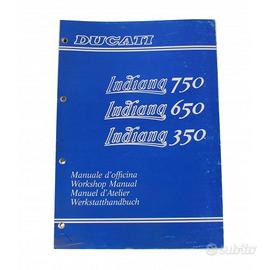 DUCATI
Indiana 750
Indiana 650
Indiana 350
Manuale d'officina
Workshop Manual
Manuel d'Atelier
Werkstatthandbuch
subito